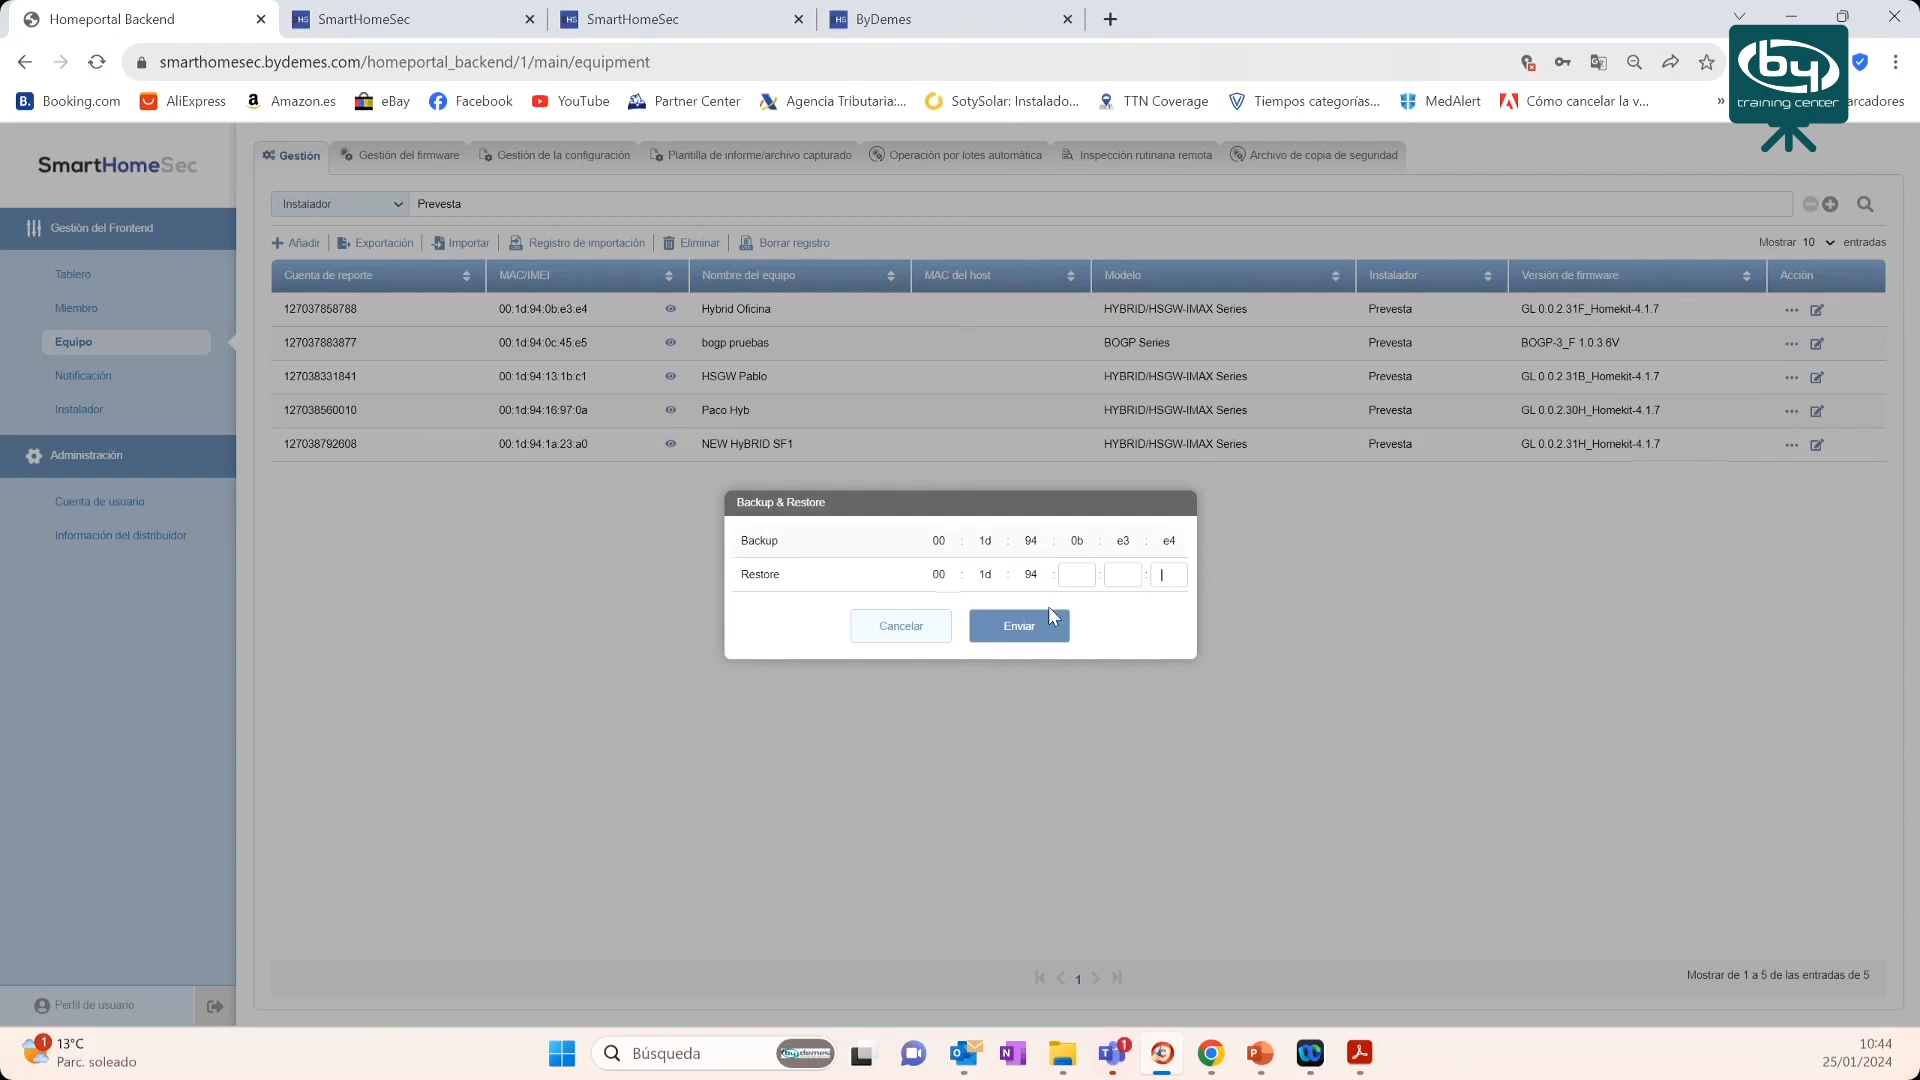 Homeportal Backend
SmartHomeSec
SmartHomeSec
ByDemes
smarthomesec.bydemes.com/homeportal_backend/1/main/equipment
by
training center
Booking.com
AliExpress
Amazon.es
eBay
Facebook
YouTube
Partner Center
Agencia Tributaria:...
SotySolar: Instalado...
TTN Coverage
Tiempos categorías...
MedAlert
Cómo cancelar la v...
»
arcadores
SmartHomeSec
Gestión
Gestión del firmware
Gestión de la configuración
Plantilla de informe/archivo capturado
Operación por lotes automática
Inspección rutinaria remota
Archivo de copia de seguridad
Instalador
Prevesta
Gestión del Frontend
Tablero
Miembro
Equipo
Notificación
Instalador
Administración
Cuenta de usuario
Información del distribuidor
Perfil de usuario
Añadir
Exportación
Importar
Registro de importación
Eliminar
Borrar registro
Mostrar 10 entradas
Cuenta de reporte MAC/IMEI Nombre del equipo MAC del host Modelo Instalador Versión de firmware Acción
127037858788 00:1d:94:0b:e3:e4 Hybrid Oficina HYBRID/HSGW-IMAX Series Prevesta GL 0.0.2.31F_Homekit-4.1.7
127037883877 00:1d:94:0c:45:e5 bogp pruebas BOGP Series Prevesta BOGP-3_F 1.0.3.6V
127038331841 00:1d:94:13:1b:c1 HSGW Pablo HYBRID/HSGW-IMAX Series Prevesta GL 0.0.2.31B_Homekit-4.1.7
127038560010 00:1d:94:16:97:0a Paco Hyb HYBRID/HSGW-IMAX Series Prevesta GL 0.0.2.30H_Homekit-4.1.7
127038792608 00:1d:94:1a:23:a0 NEW HyBRID SF1 HYBRID/HSGW-IMAX Series Prevesta GL 0.0.2.31H_Homekit-4.1.7
Backup & Restore
Backup 00 : 1d : 94 : 0b : e3 : e4
Restore 00 : 1d : 94 : : :
Cancelar
Enviar
1
Mostrar de 1 a 5 de las entradas de 5
1
13°C
Parc. soleado
Búsqueda
bydemes
1
10:44
25/01/2024